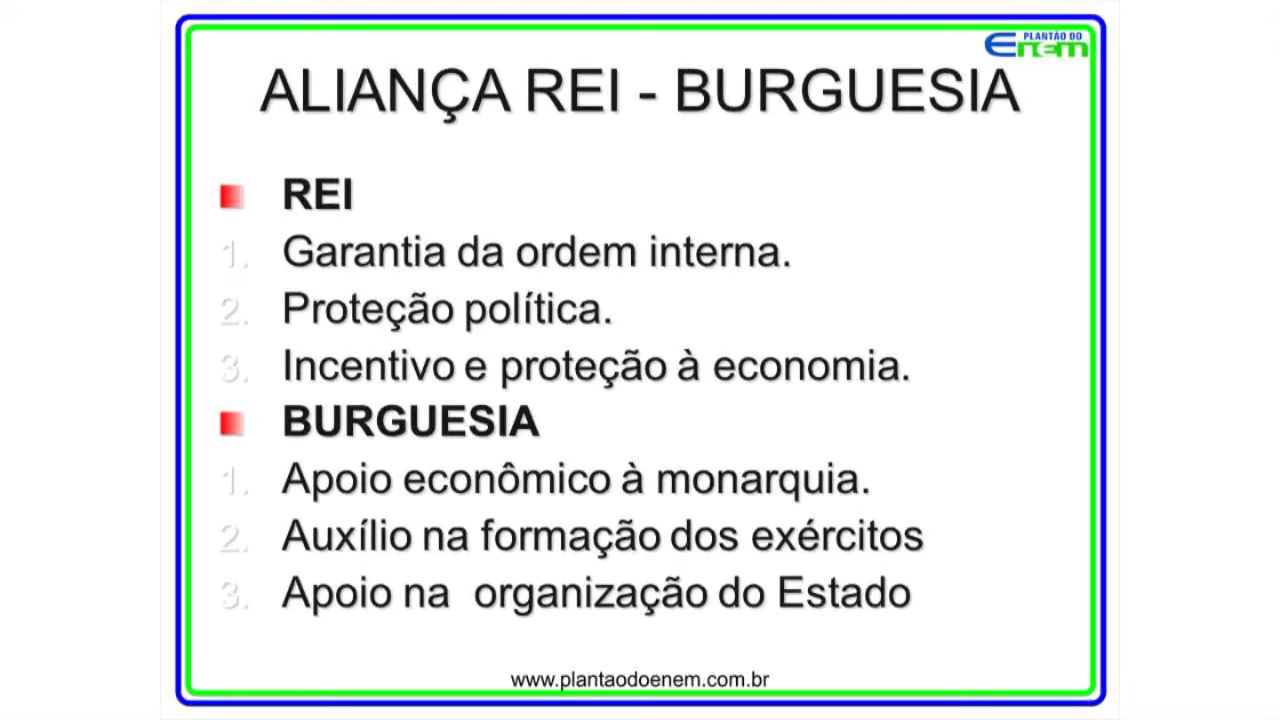 PLANTÃO DO
Enem
ALIANÇA REI - BURGUESIA
REI
1. Garantia da ordem interna.
2. Proteção política.
3. Incentivo e proteção à economia.
BURGUESIA
1. Apoio econômico à monarquia.
2. Auxílio na formação dos exércitos
3. Apoio na organização do Estado
www.plantaodoenem.com.br